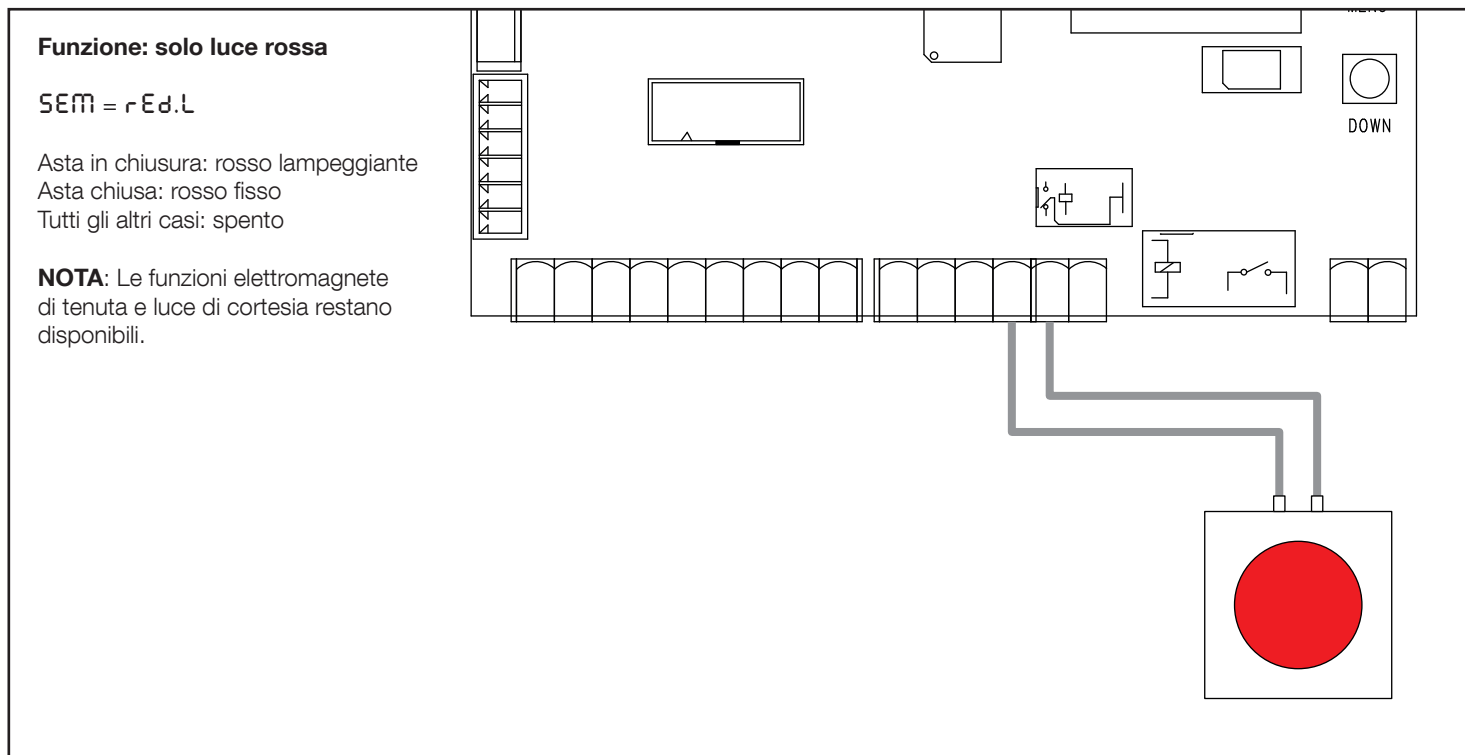 Funzione: solo luce rossa
SEM = rEd.L
Asta in chiusura: rosso lampeggiante
Asta chiusa: rosso fisso
Tutti gli altri casi: spento
NOTA: Le funzioni elettromagnete
di tenuta e luce di cortesia restano
disponibili.
DOWN